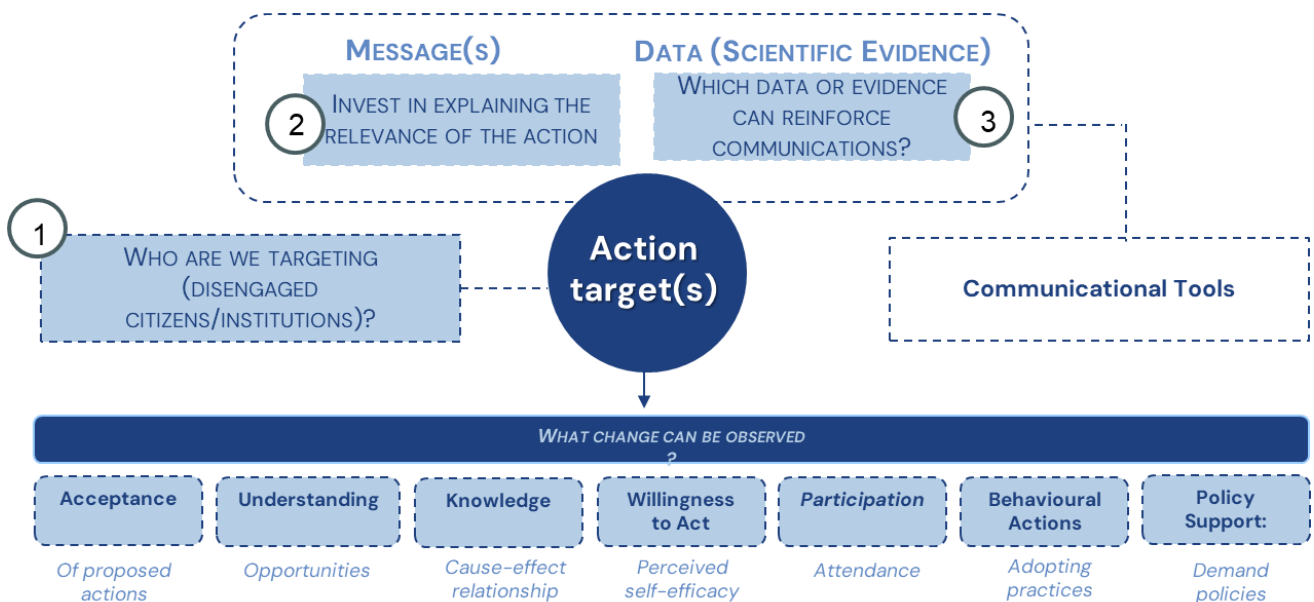 MESSAGE(S)
DATA (SCIENTIFIC EVIDENCE)
2
INVEST IN EXPLAINING THE
RELEVANCE OF THE ACTION
WHICH DATA OR EVIDENCE
CAN REINFORCE
COMMUNICATIONS?
3
1
WHO ARE WE TARGETING
(DISENGAGED
CITIZENS/INSTITUTIONS)?
Action
target(s)
Communicational Tools
WHAT CHANGE CAN BE OBSERVED
?
Acceptance
Of proposed
actions
Understanding
Opportunities
Knowledge
Cause-effect
relationship
Willingness
to Act
Perceived
self-efficacy
Participation
Attendance
Behavioural
Actions
Adopting
practices
Policy
Support:
Demand
policies